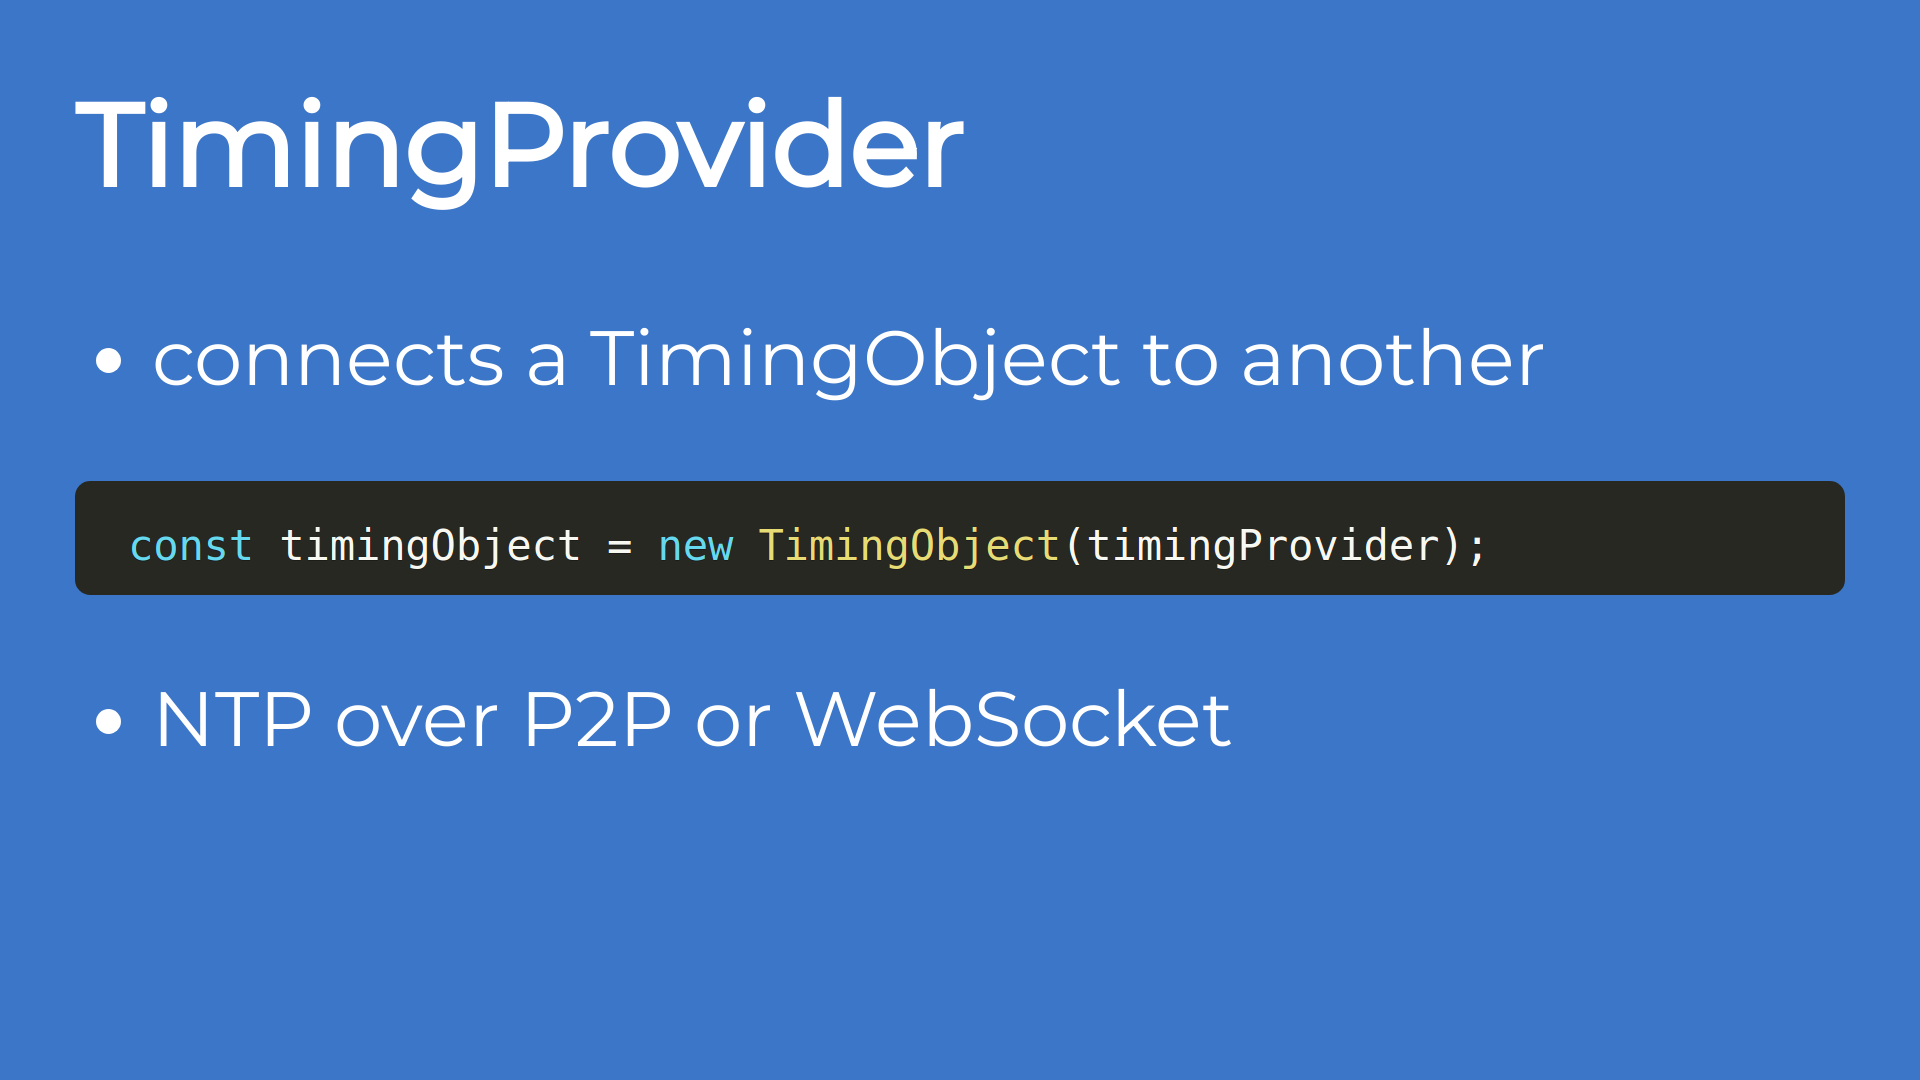 TimingProvider
• connects a TimingObject to another
const timingObject = new TimingObject(timingProvider);
• NTP over P2P or WebSocket